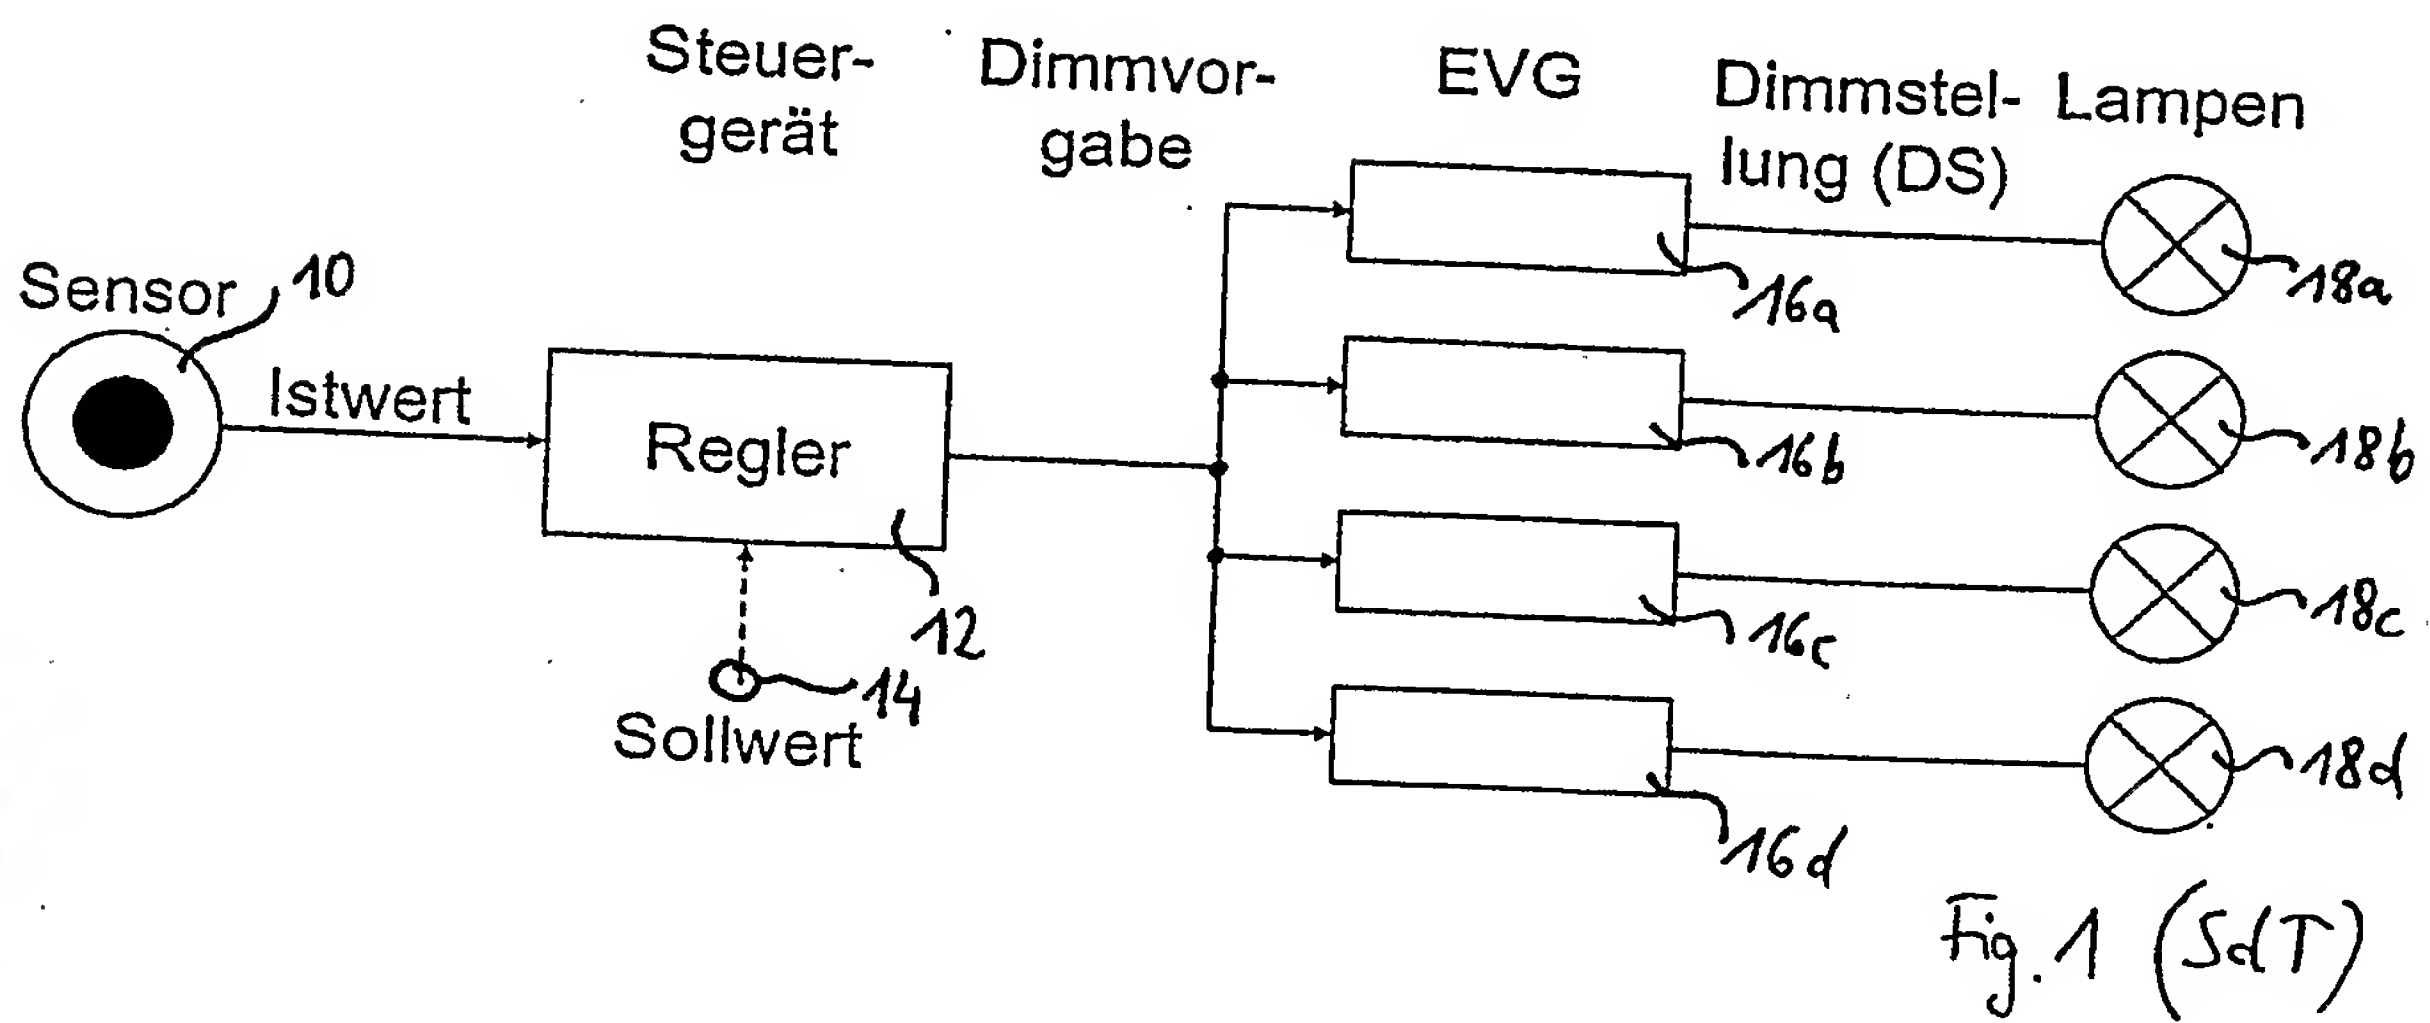 Steuer-
gerät
Dimmvor-
gabe
EVG
Dimmstel-
lung (DS)
Lampen
Sensor
10
Istwert
Regler
12
14
Sollwert
16a
18a
16b
18b
16c
18c
16d
18d
Fig. 1 (SdT)